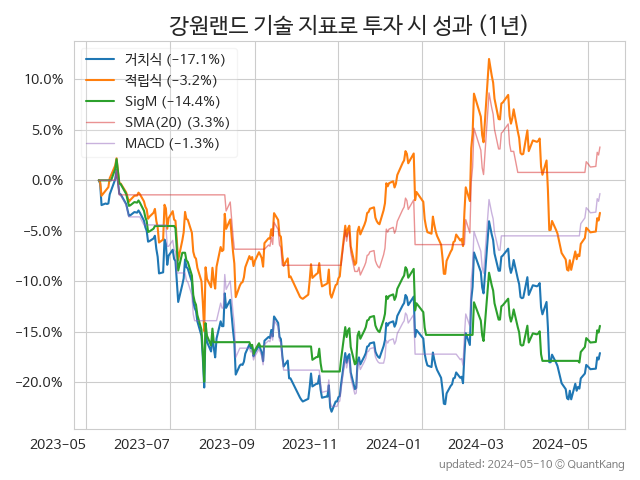 강원랜드 기술 지표로 투자 시 성과 (1년)
거치식 (−17.1%)
적립식 (−3.2%)
SigM (−14.4%)
SMA(20) (3.3%)
MACD (−1.3%)
10.0%
5.0%
0.0%
−5.0%
−10.0%
−15.0%
−20.0%
2023-05 2023-07 2023-09 2023-11 2024-01 2024-03 2024-05
updated: 2024-05-10 © QuantKang